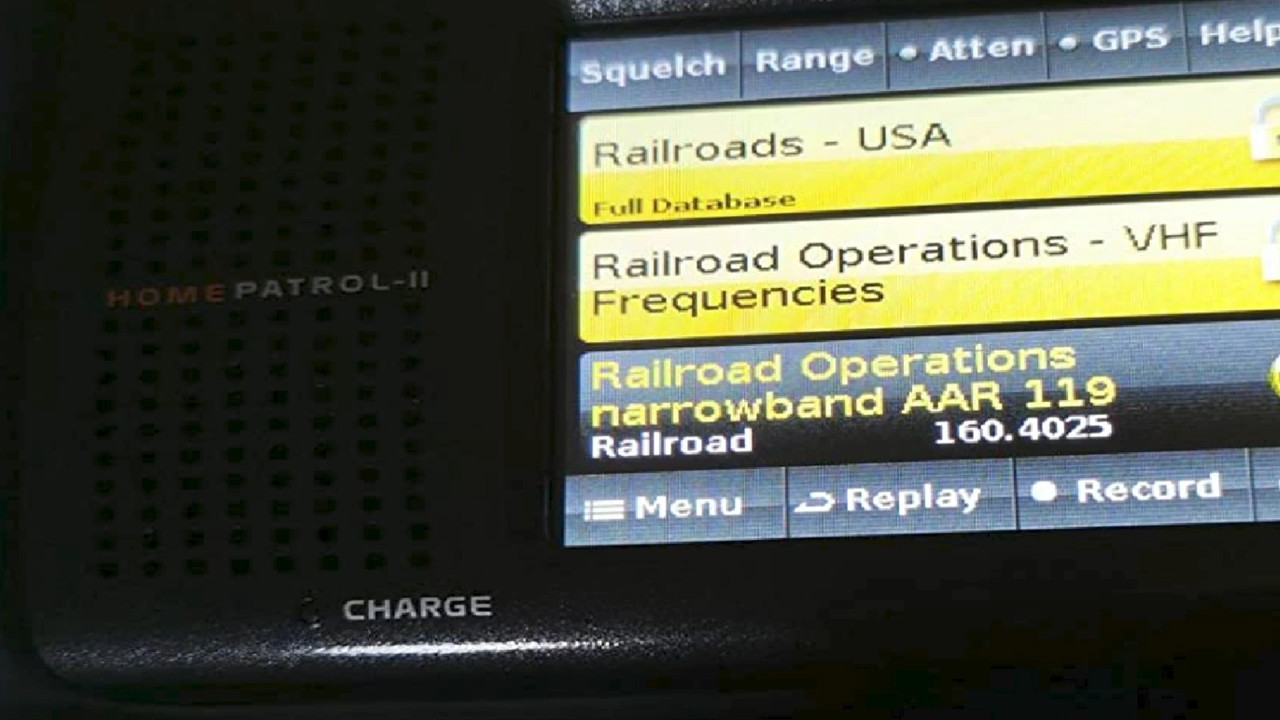 Squelch Range Atten GPS Help
Railroads - USA
Full Database
Railroad Operations - VHF
Frequencies
HOMEPATROL-II
Railroad Operations
narrowband AAR 119
Railroad 160.4025
Menu Replay Record
CHARGE